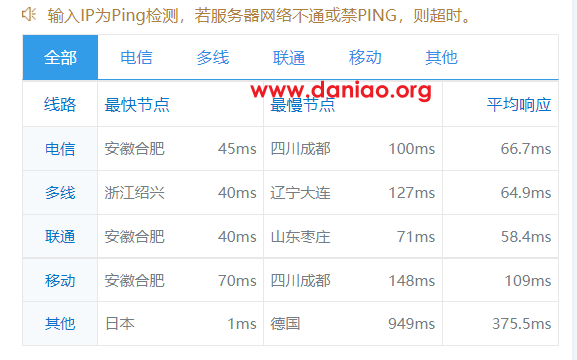 输入IP为Ping检测，若服务器网络不通或禁PING，则超时。
全部 电信 多线 联通 移动 其他
www.daniao.org
线路 最快节点 最慢节点 平均响应
电信 安徽合肥 45ms 四川成都 100ms 66.7ms
多线 浙江绍兴 40ms 辽宁大连 127ms 64.9ms
联通 安徽合肥 40ms 山东枣庄 71ms 58.4ms
移动 安徽合肥 70ms 四川成都 148ms 109ms
其他 日本 1ms 德国 949ms 375.5ms